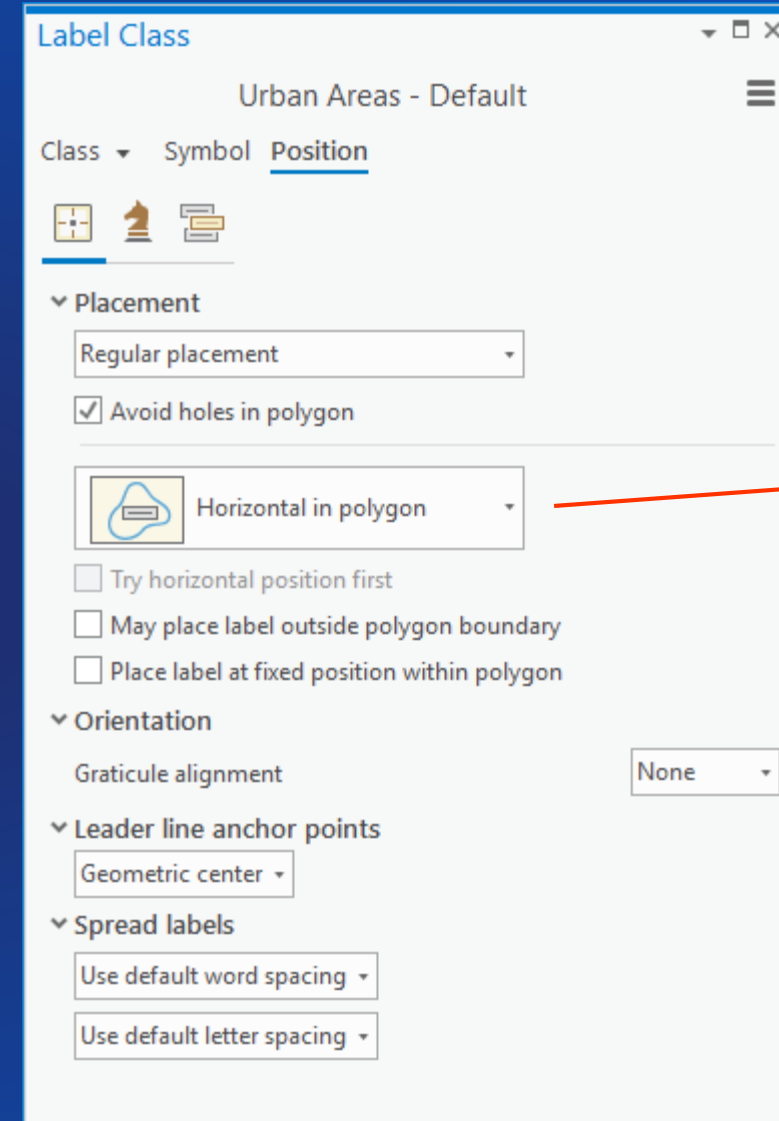 Label Class
Urban Areas - Default
Class Symbol Position
Placement
Regular placement
Avoid holes in polygon
Horizontal in polygon
Try horizontal position first
May place label outside polygon boundary
Place label at fixed position within polygon
Orientation
Graticule alignment None
Leader line anchor points
Geometric center
Spread labels
Use default word spacing
Use default letter spacing